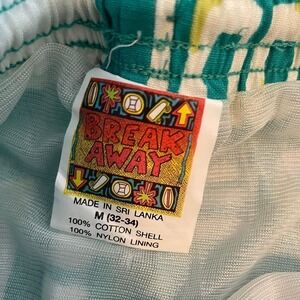 BREAK
AWAY
MADE IN SRI LANKA
M (32-34)
100% COTTON SHELL
100% NYLON LINING